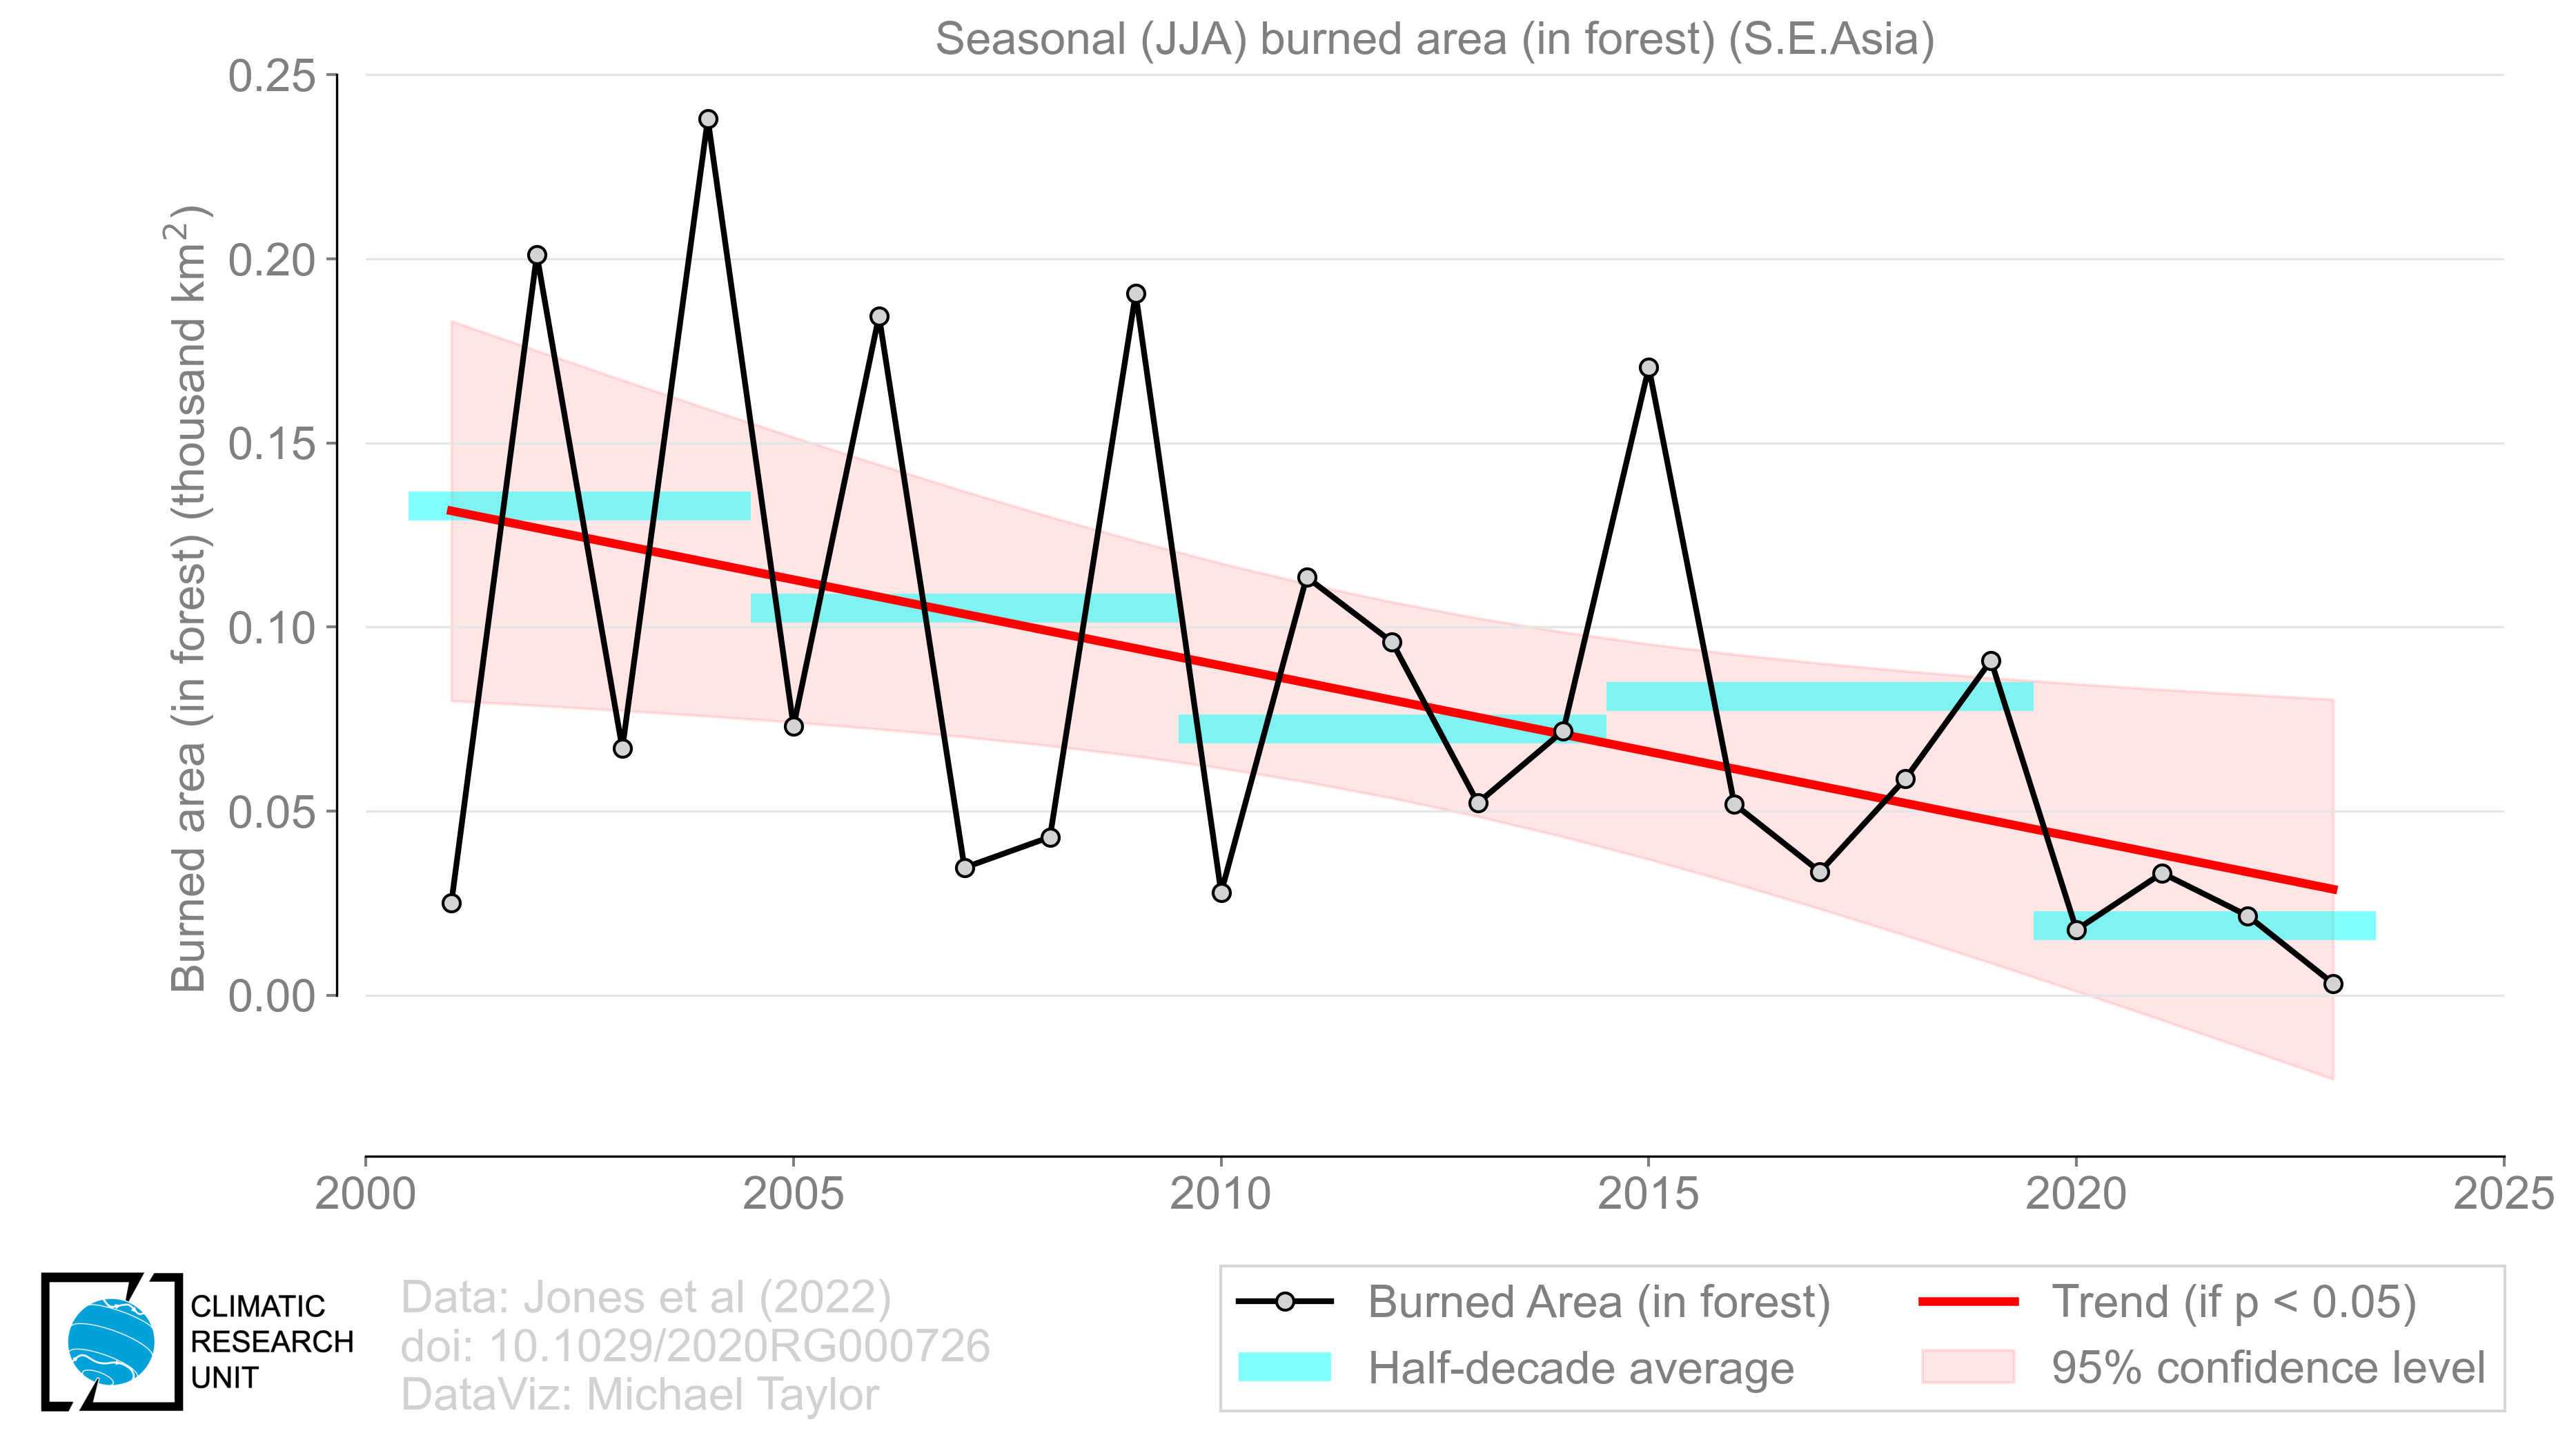 Seasonal (JJA) burned area (in forest) (S.E.Asia)
Burned area (in forest) (thousand km²)
0.25
0.20
0.15
0.10
0.05
0.00
2000
2005
2010
2015
2020
2025
CLIMATIC
RESEARCH
UNIT
Data: Jones et al (2022)
doi: 10.1029/2020RG000726
DataViz: Michael Taylor
Burned Area (in forest)
Half-decade average
Trend (if p < 0.05)
95% confidence level